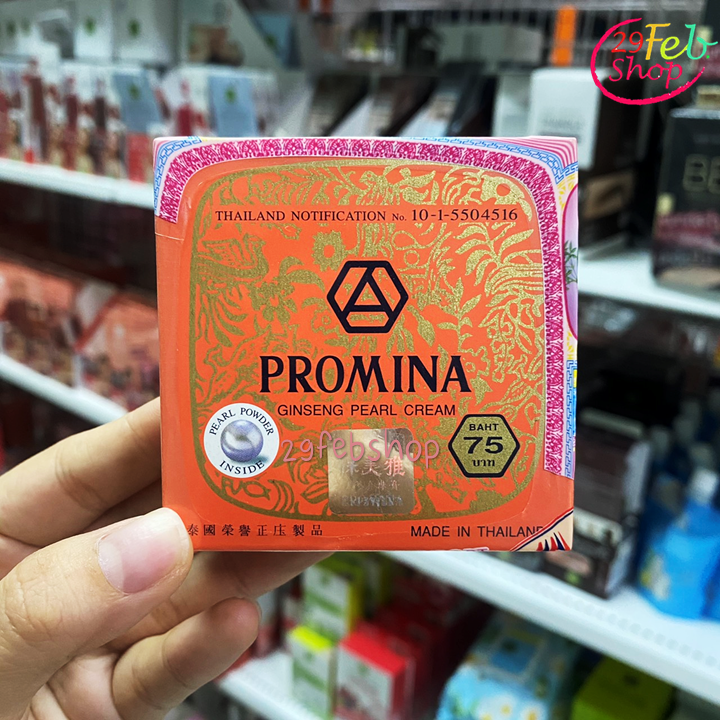 29Feb
Shop
THAILAND NOTIFICATION No. 10-1-5504516
PROMINA
GINSENG PEARL CREAM
PEARL POWDER
INSIDE
29febshop
BAHT
75
บาท
泰國榮譽正庄製品
MADE IN THAILAND